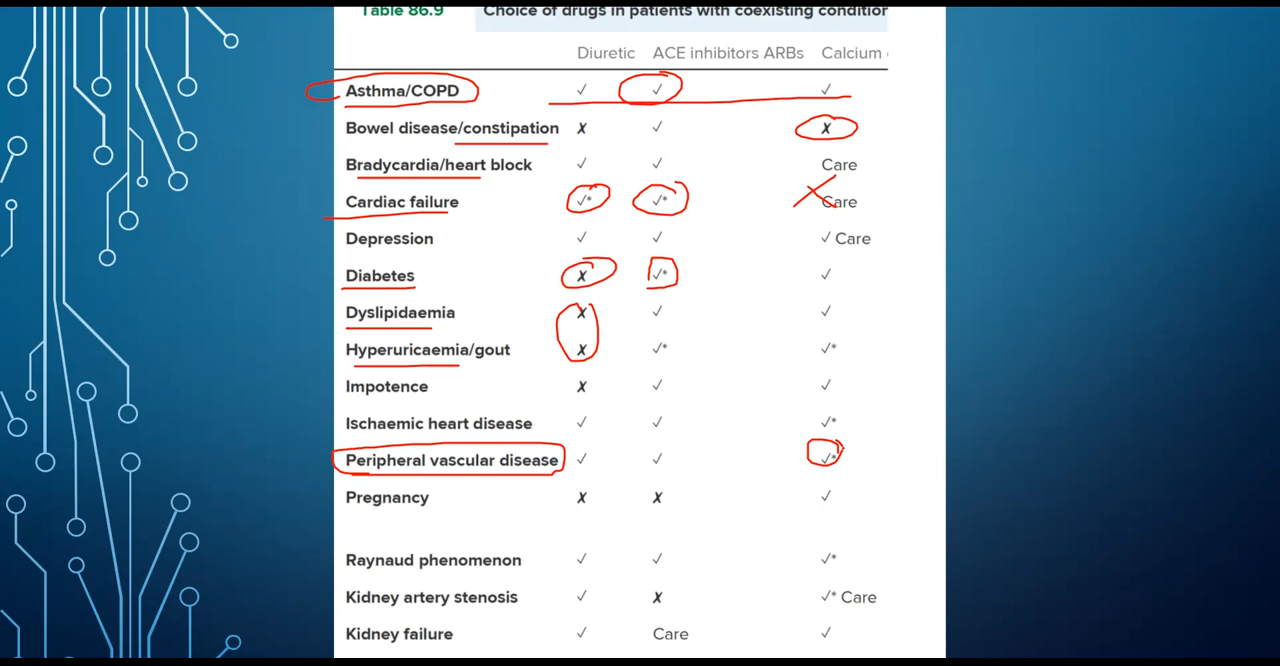 Table 86.9 Choice of drugs in patients with coexisting condition
Diuretic ACE inhibitors ARBs Calcium
Asthma/COPD ✓ ✓ ✓
Bowel disease/constipation ✗ ✓ ✗
Bradycardia/heart block ✓ ✓ Care
Cardiac failure ✓* ✓* Care
Depression ✓ ✓ ✓ Care
Diabetes ✗ ✓* ✓
Dyslipidaemia ✗ ✓ ✓
Hyperuricaemia/gout ✗ ✓* ✓*
Impotence ✗ ✓ ✓
Ischaemic heart disease ✓ ✓ ✓*
Peripheral vascular disease ✓ ✓ ✓*
Pregnancy ✗ ✗ ✓
Raynaud phenomenon ✓ ✓ ✓*
Kidney artery stenosis ✓ ✗ ✓* Care
Kidney failure ✓ Care ✓